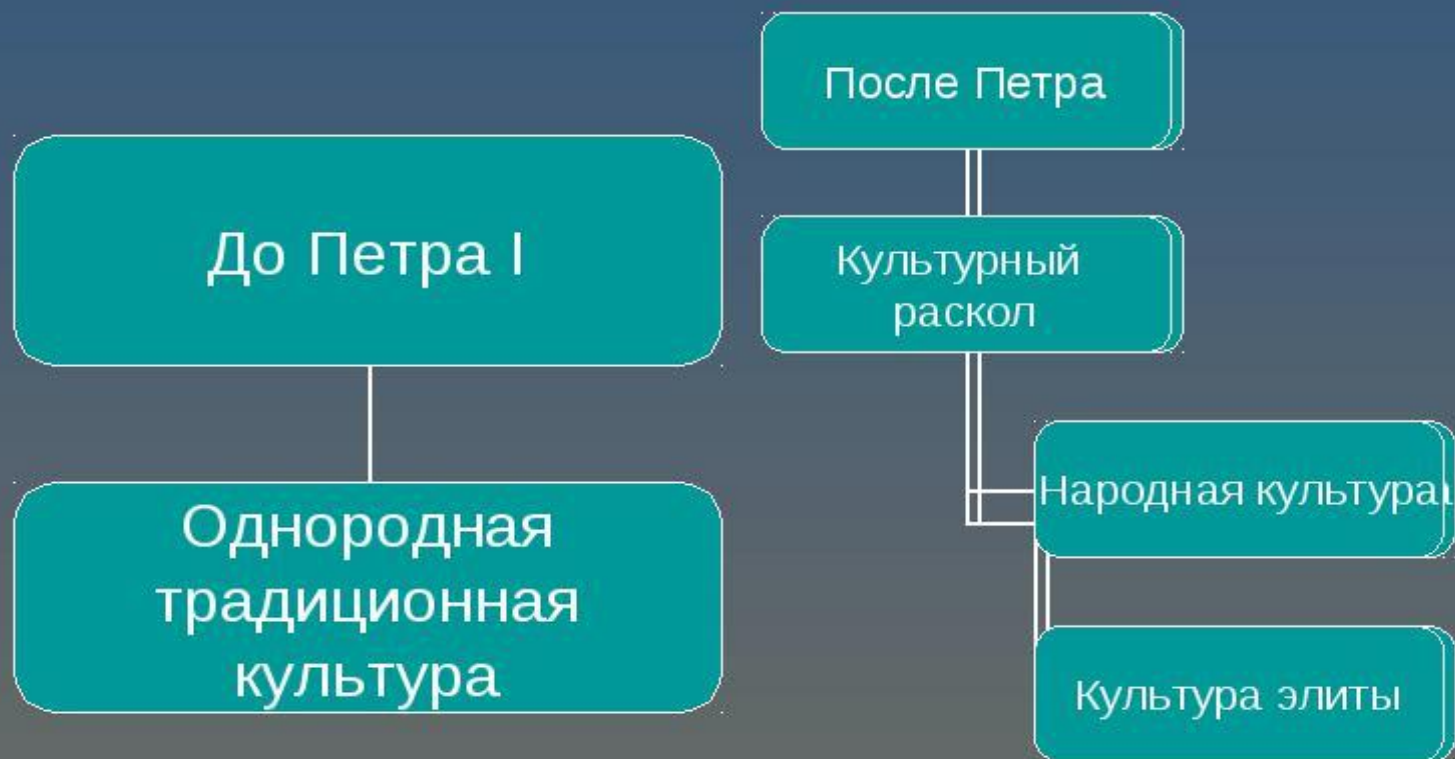 До Петра I
Однородная
традиционная
культура
После Петра
Культурный
раскол
Народная культура
Культура элиты